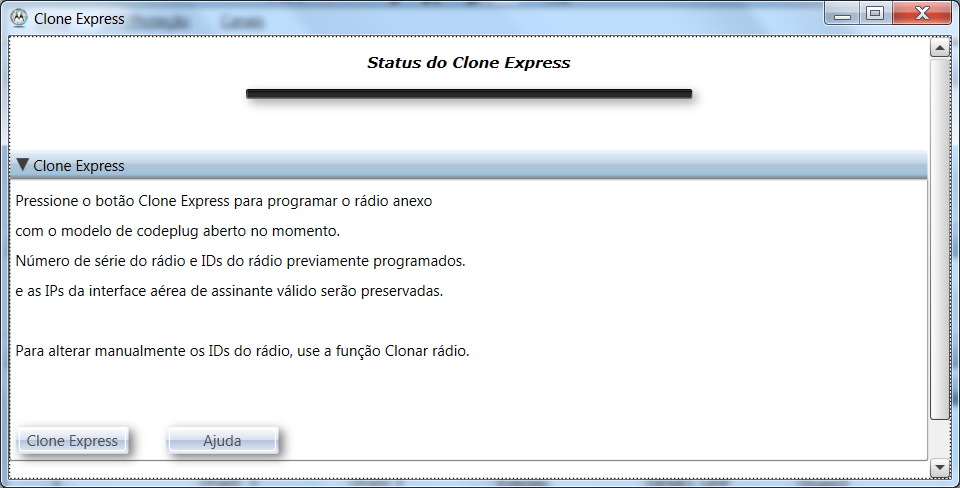 Clone Express
Canais
Status do Clone Express
Clone Express
Pressione o botão Clone Express para programar o rádio anexo
com o modelo de codeplug aberto no momento.
Número de série do rádio e IDs do rádio previamente programados.
e as IPs da interface aérea de assinante válido serão preservadas.
Para alterar manualmente os IDs do rádio, use a função Clonar rádio.
Clone Express
Ajuda